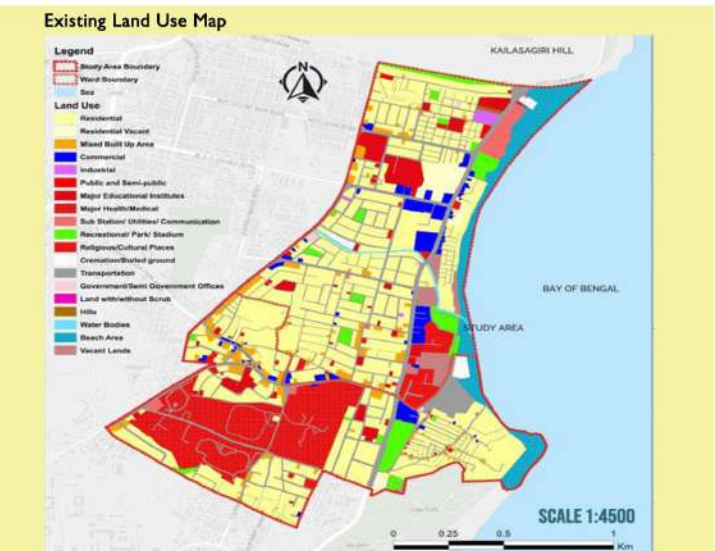 Existing Land Use Map
Legend
Study Area Boundary
Ward Boundary
Sea
Land Use
Residential
Residential Vacant
Mixed Built Up Area
Commercial
Industrial
Public and Semi-public
Major Educational Institutes
Major Health/Medical
Sub Station/ Utilities/ Communication
Recreational/ Park/ Stadium
Religious/Cultural Places
Cremation/Buried ground
Transportation
Government/Semi Government Offices
Land with/without Scrub
Hills
Water Bodies
Beach Area
Vacant Lands
N
KAILASAGIRI HILL
BAY OF BENGAL
STUDY AREA
SCALE 1:4500
0 0.25 0.5 1
Km